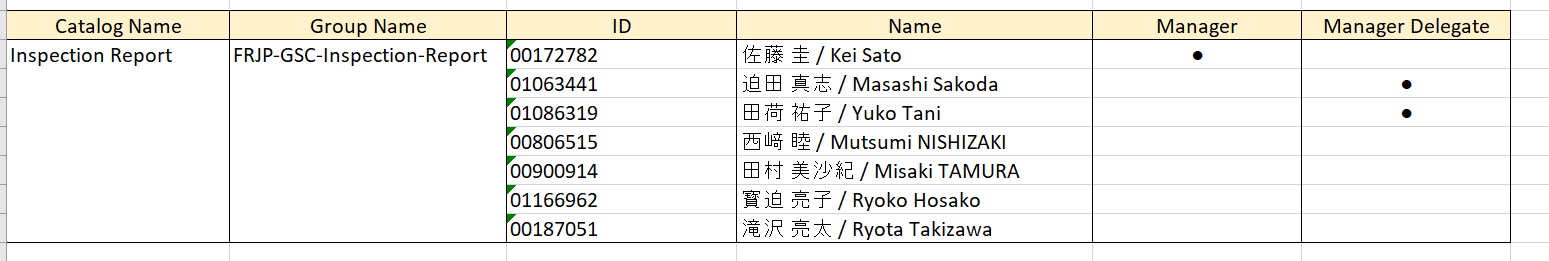 Catalog Name Group Name ID Name Manager Manager Delegate
Inspection Report FRJP-GSC-Inspection-Report 00172782 佐藤 圭 / Kei Sato ●
01063441 迫田 真志 / Masashi Sakoda ●
01086319 田荷 祐子 / Yuko Tani ●
00806515 西﨑 睦 / Mutsumi NISHIZAKI
00900914 田村 美沙紀 / Misaki TAMURA
01166962 寳迫 亮子 / Ryoko Hosako
00187051 滝沢 亮太 / Ryota Takizawa